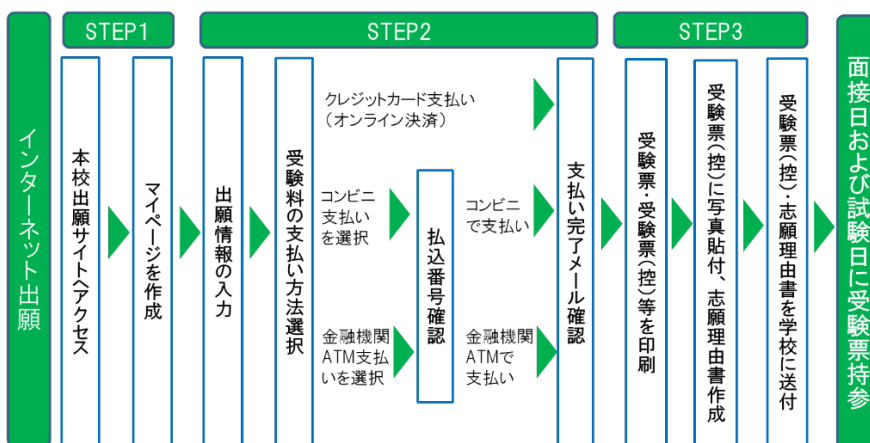 インターネット出願
STEP1
本校出願サイトへアクセス
マイページを作成
STEP2
出願情報の入力
受験料の支払い方法選択
クレジットカード支払い
（オンライン決済）
コンビニ
支払い
を選択
金融機関
ATM支払
いを選択
払込番号確認
コンビニ
で支払い
金融機関
ATMで
支払い
支払い完了メール確認
STEP3
受験票・受験票(控)等を印刷
受験票(控)に写真貼付、志願理由書作成
受験票(控)・志願理由書を学校に送付
面接日および試験日に受験票持参